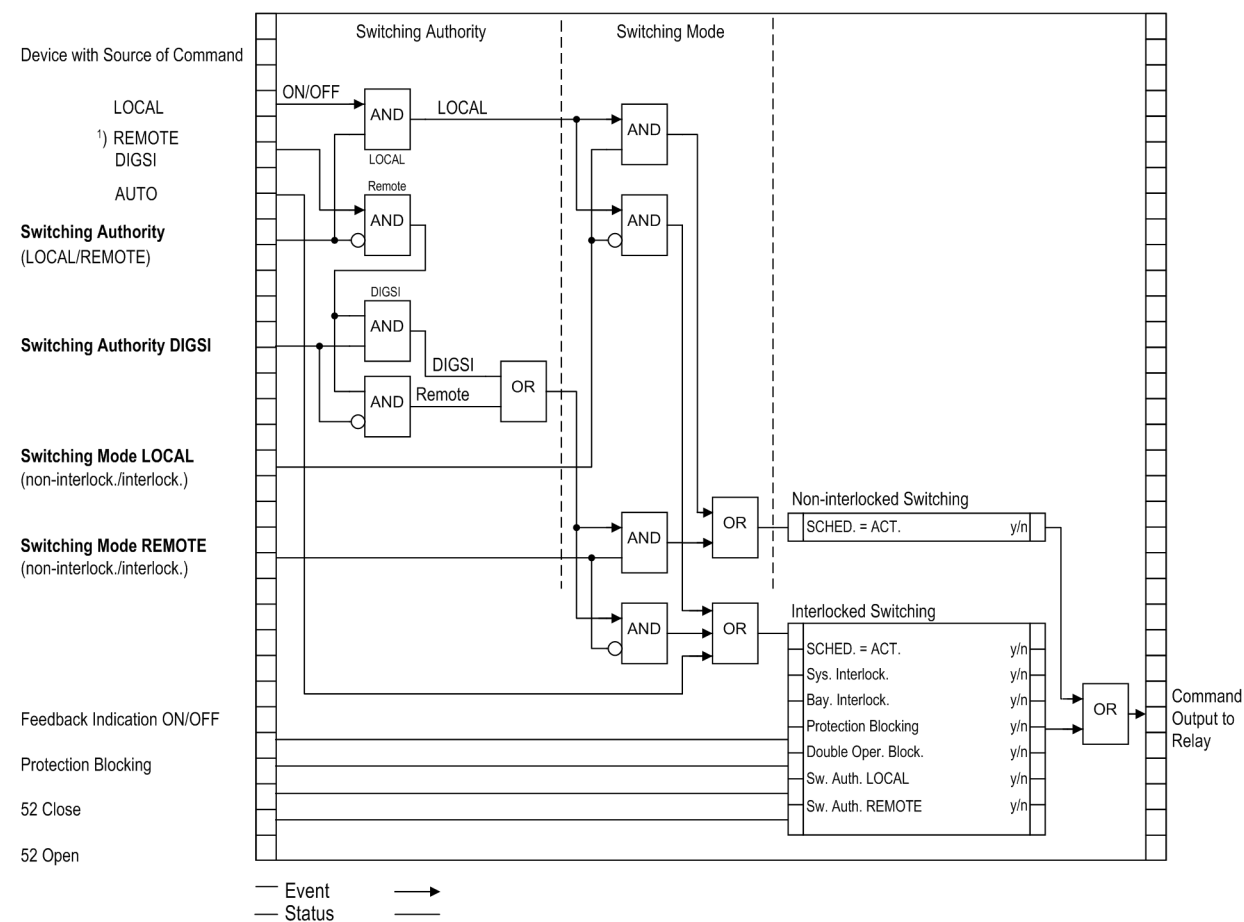 Switching Authority
Switching Mode
Device with Source of Command
ON/OFF
LOCAL
¹) REMOTE
DIGSI
AUTO
Switching Authority
(LOCAL/REMOTE)
Switching Authority DIGSI
Switching Mode LOCAL
(non-interlock./interlock.)
Switching Mode REMOTE
(non-interlock./interlock.)
Feedback Indication ON/OFF
Protection Blocking
52 Close
52 Open
AND
LOCAL
LOCAL
Remote
AND
DIGSI
AND
DIGSI
AND
Remote
OR
AND
AND
AND
OR
AND
OR
Non-interlocked Switching
SCHED. = ACT. y/n
Interlocked Switching
SCHED. = ACT. y/n
Sys. Interlock. y/n
Bay. Interlock. y/n
Protection Blocking y/n
Double Oper. Block. y/n
Sw. Auth. LOCAL y/n
Sw. Auth. REMOTE y/n
OR
Command
Output to
Relay
Event
Status